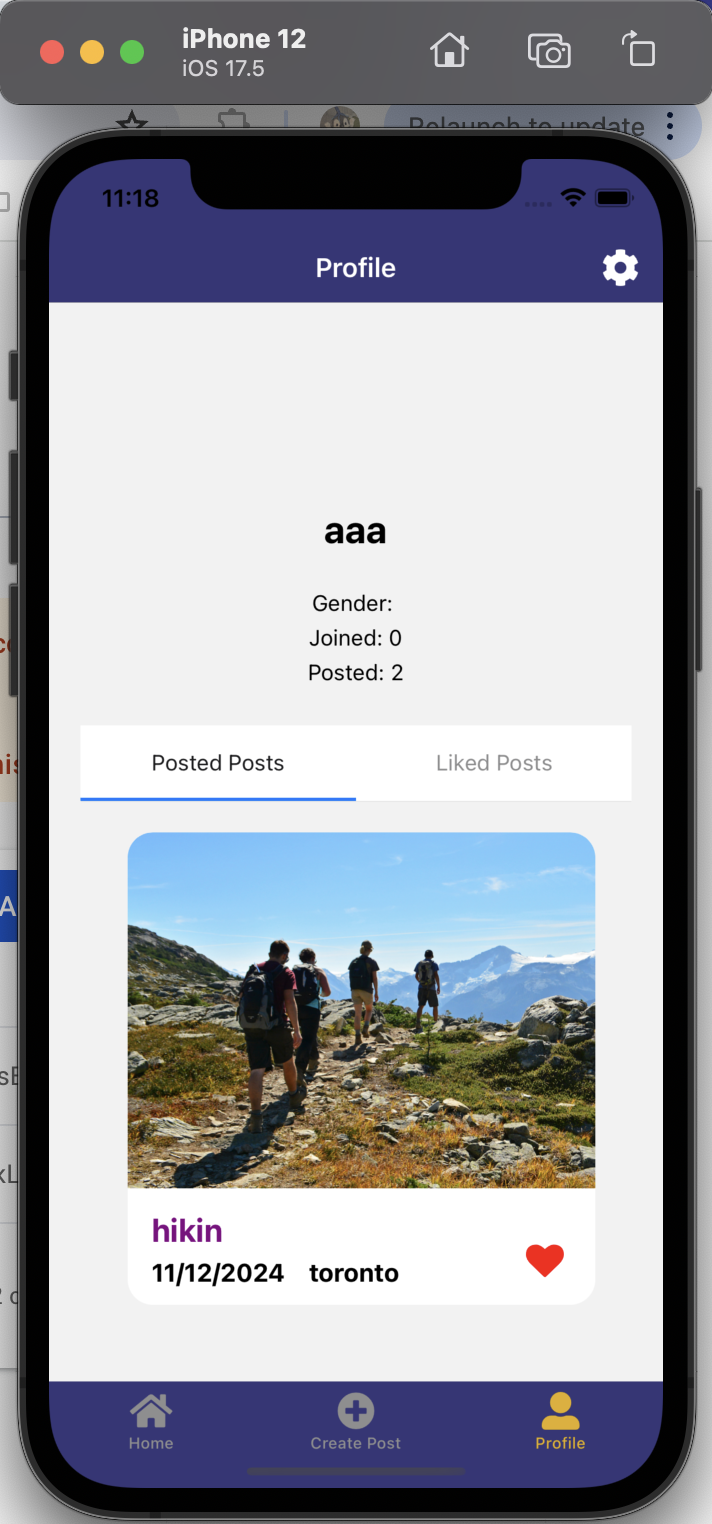 iPhone 12
iOS 17.5
Relaunch to update
11:18
Profile
aaa
Gender:
Joined: 0
Posted: 2
Posted Posts
Liked Posts
hikin
11/12/2024 toronto
Home
Create Post
Profile